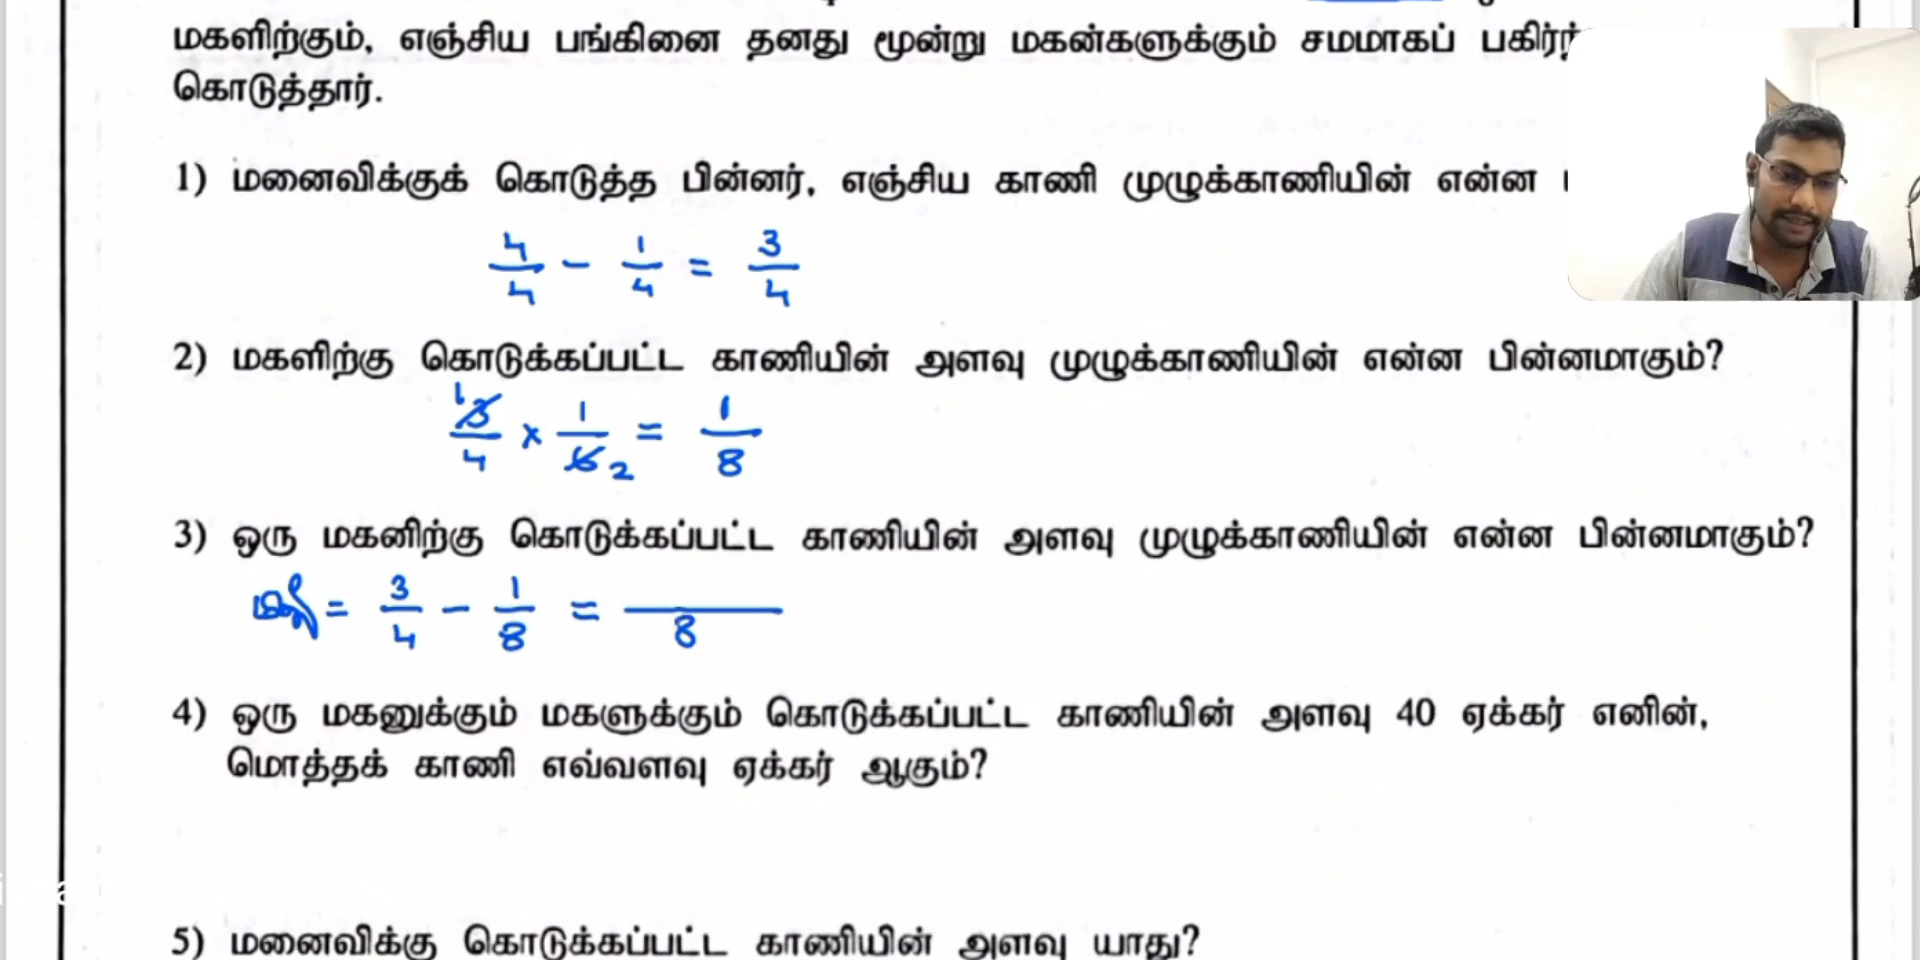 மகளிற்கும், எஞ்சிய பங்கினை தனது மூன்று மகன்களுக்கும் சமமாகப்
கொடுத்தார்.
1) மனைவிக்குக் கொடுத்த பின்னர், எஞ்சிய காணி முழுக்காணியின் என்ன
4/4 - 1/4 = 3/4
2) மகளிற்கு கொடுக்கப்பட்ட காணியின் அளவு முழுக்காணியின் என்ன பின்னமாகும்?
3/4 × 1/6 = 1/8
3) ஒரு மகனிற்கு கொடுக்கப்பட்ட காணியின் அளவு முழுக்காணியின் என்ன பின்னமாகும்?
= 3/4 - 1/8 = /8
4) ஒரு மகனுக்கும் மகளுக்கும் கொடுக்கப்பட்ட காணியின் அளவு 40 ஏக்கர் எனின்,
மொத்தக் காணி எவ்வளவு ஏக்கர் ஆகும்?
5) மனைவிக்கு கொடுக்கப்பட்ட காணியின் அளவு யாது?